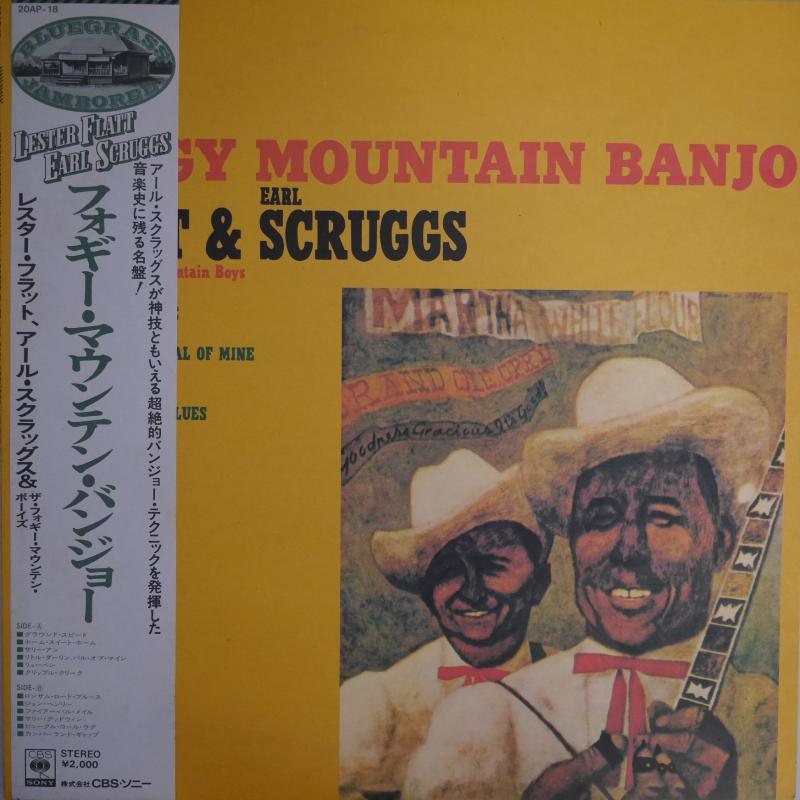 20AP-18
BLUEGRASS
JAMBOREE
LESTER FLATT
EARL SCRUGGS
アール・スクラッグスが神技ともいえる超絶的バンジョー・テクニックを発揮した
音楽史に残る名盤!
フォギー・マウンテン・バンジョー
レスター・フラット、アール・スクラッグス&
ザ・フォギー・マウンテン・
ボーイズ
SIDE-A
グラウンド・スピード
ホーム・スイート・ホーム
サリー・アン
リトル・ダーリン、パル・オブ・マイン
リューベン
クリップル・クリーク
SIDE-B
ロンサム・ロード・ブルース
ジョン・ヘンリー
ファイアー・バル・メイル
サリー・グッドウィン
ビューグル・コール・ラグ
カンバーランド・ギャップ
CBS
SONY
STEREO
¥2,000
株式会社 CBS・ソニー
GY MOUNTAIN BANJO
EARL
T & SCRUGGS
ntain Boys
AL OF MINE
LUES
MARTHA WHITE FLOUR
GRAND OLE OPRY
Goodness Gracious It's Good!